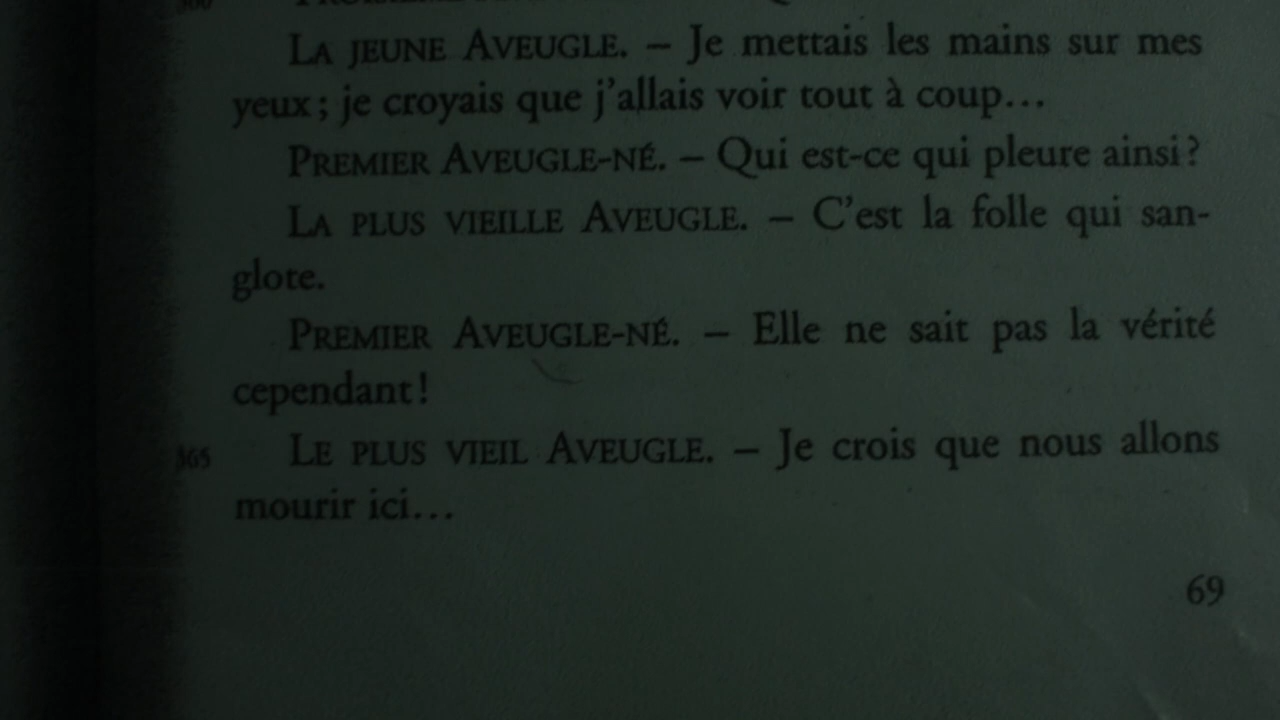 LA JEUNE AVEUGLE. – Je mettais les mains sur mes
yeux ; je croyais que j'allais voir tout à coup...
PREMIER AVEUGLE-NÉ. – Qui est-ce qui pleure ainsi ?
LA PLUS VIEILLE AVEUGLE. – C'est la folle qui san-
glote.
PREMIER AVEUGLE-NÉ. – Elle ne sait pas la vérité
cependant !
365 LE PLUS VIEIL AVEUGLE. – Je crois que nous allons
mourir ici...
69